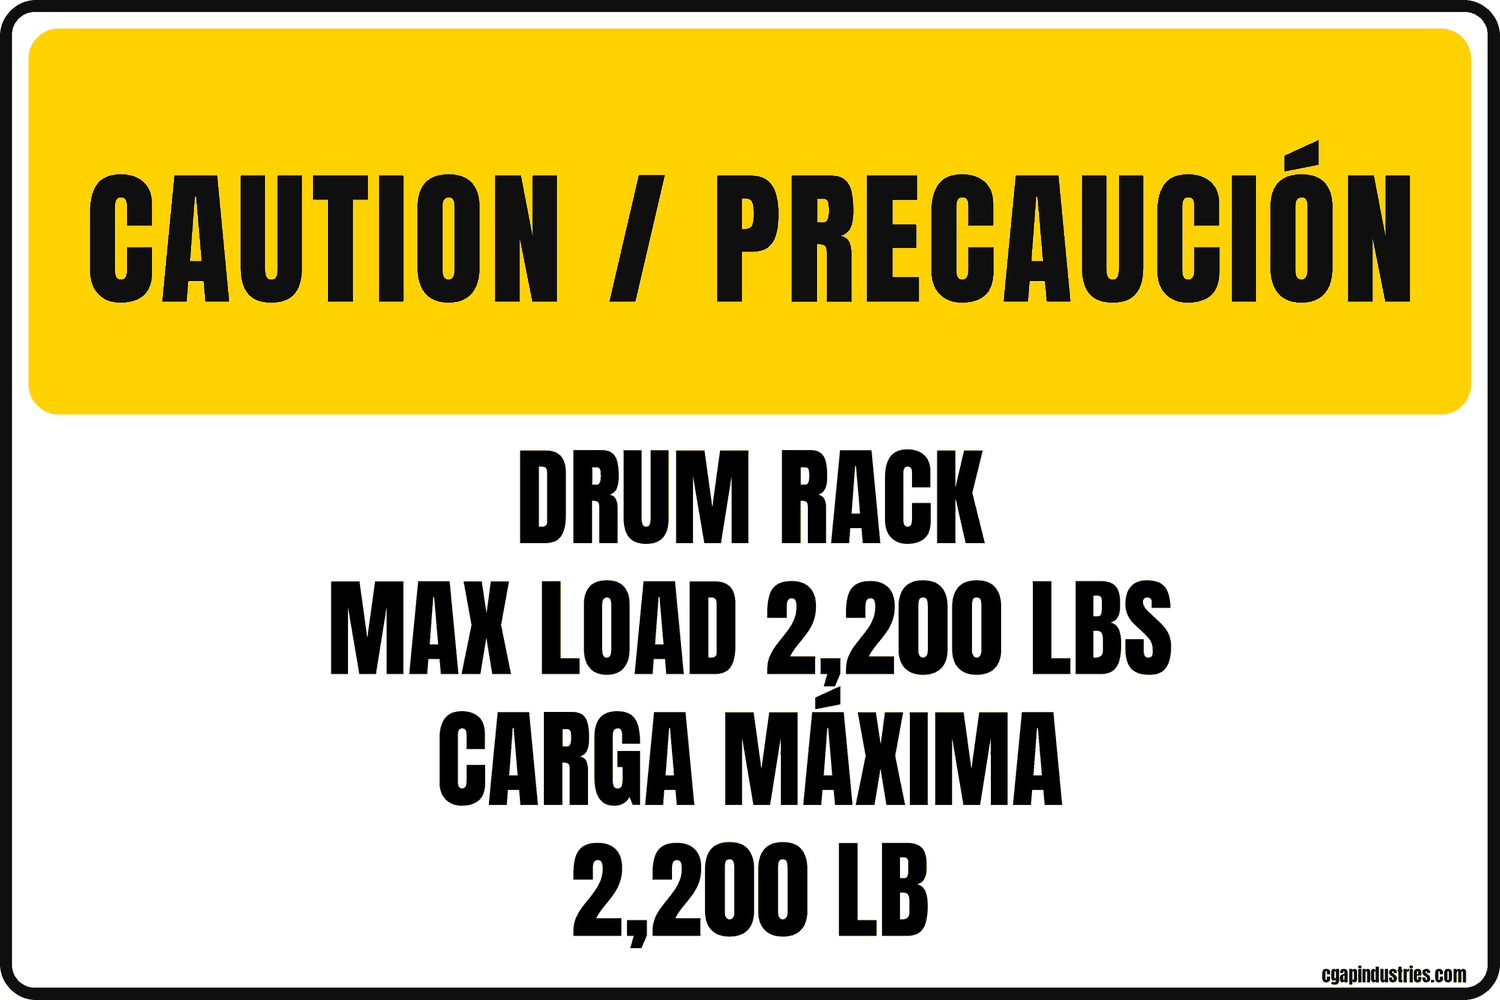 CAUTION / PRECAUCIÓN
DRUM RACK
MAX LOAD 2,200 LBS
CARGA MÁXIMA
2,200 LB
cgapindustries.com